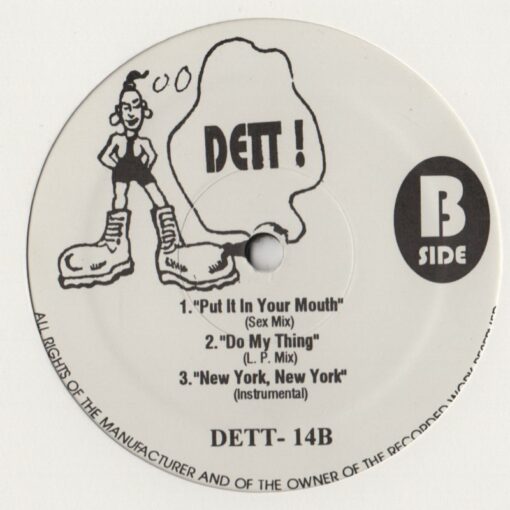 DETT !
B
SIDE
1."Put It In Your Mouth"
(Sex Mix)
2."Do My Thing"
(L. P. Mix)
3."New York, New York"
(Instrumental)
DETT- 14B
ALL RIGHTS OF THE MANUFACTURER AND OF THE OWNER OF THE RECORDED WORK